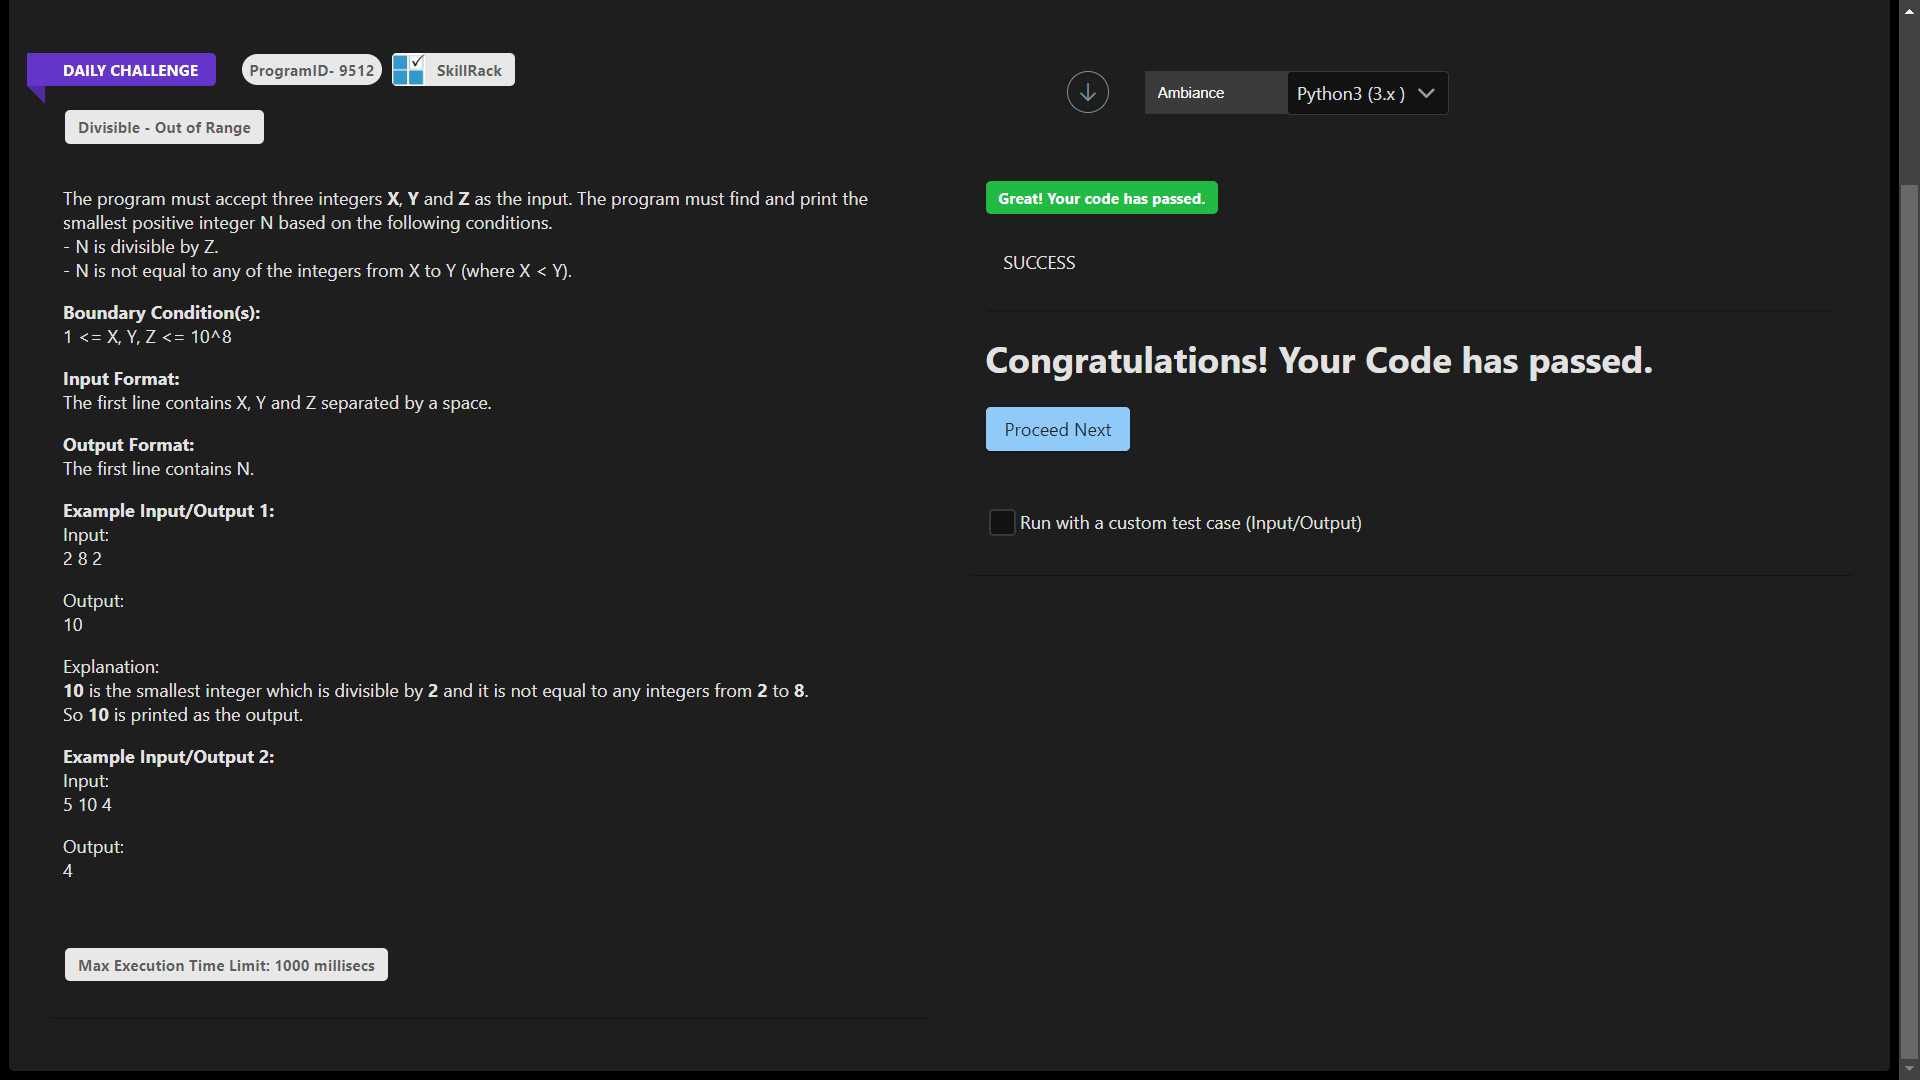 DAILY CHALLENGE
ProgramID- 9512
SkillRack
Divisible - Out of Range
The program must accept three integers X, Y and Z as the input. The program must find and print the
smallest positive integer N based on the following conditions.
- N is divisible by Z.
- N is not equal to any of the integers from X to Y (where X < Y).
Boundary Condition(s):
1 <= X, Y, Z <= 10^8
Input Format:
The first line contains X, Y and Z separated by a space.
Output Format:
The first line contains N.
Example Input/Output 1:
Input:
2 8 2
Output:
10
Explanation:
10 is the smallest integer which is divisible by 2 and it is not equal to any integers from 2 to 8.
So 10 is printed as the output.
Example Input/Output 2:
Input:
5 10 4
Output:
4
Max Execution Time Limit: 1000 millisecs
Ambiance
Python3 (3.x )
Great! Your code has passed.
SUCCESS
Congratulations! Your Code has passed.
Proceed Next
Run with a custom test case (Input/Output)